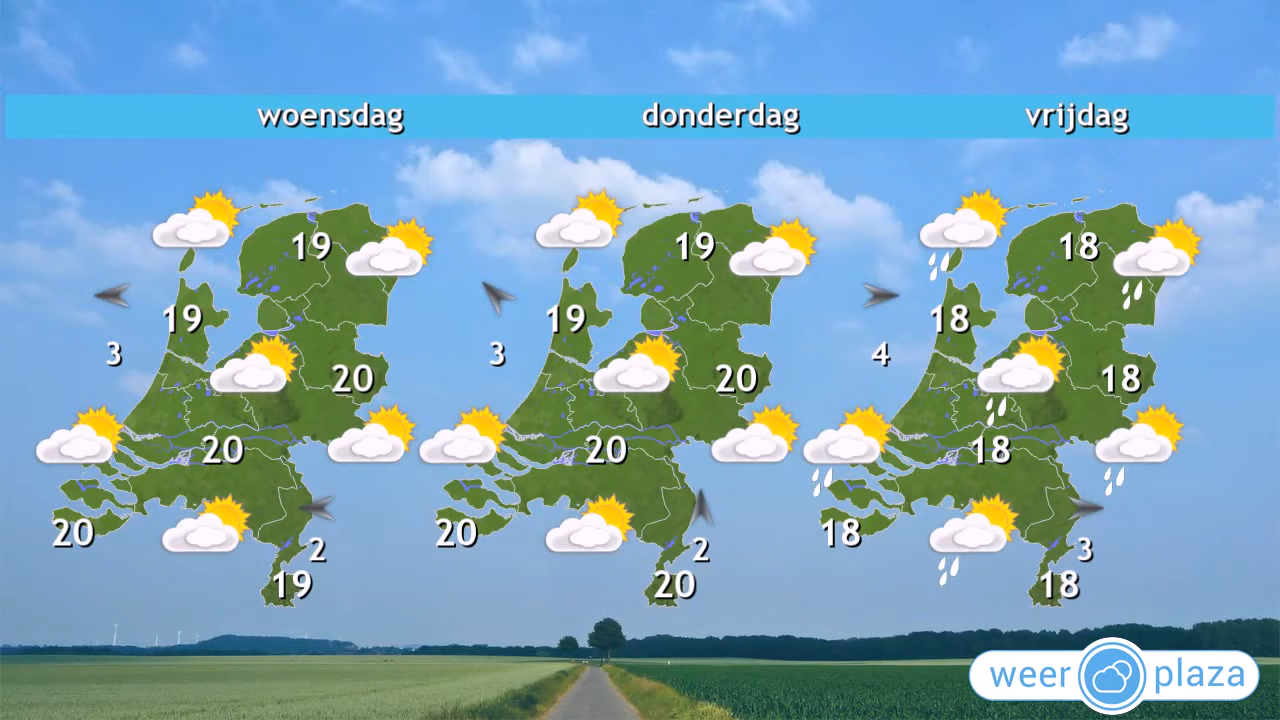 woensdag donderdag vrijdag
19 19 18
19 19 18
3 3 4
20 20 18
20 20 18
20 20 18
2 2 3
19 20 18
weer plaza